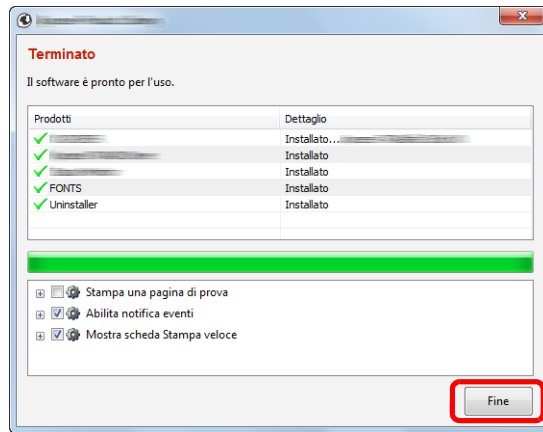 Terminato
Il software è pronto per l'uso.
Prodotti Dettaglio
Installato...
Installato
Installato
FONTS Installato
Uninstaller Installato
Stampa una pagina di prova
Abilita notifica eventi
Mostra scheda Stampa veloce
Fine